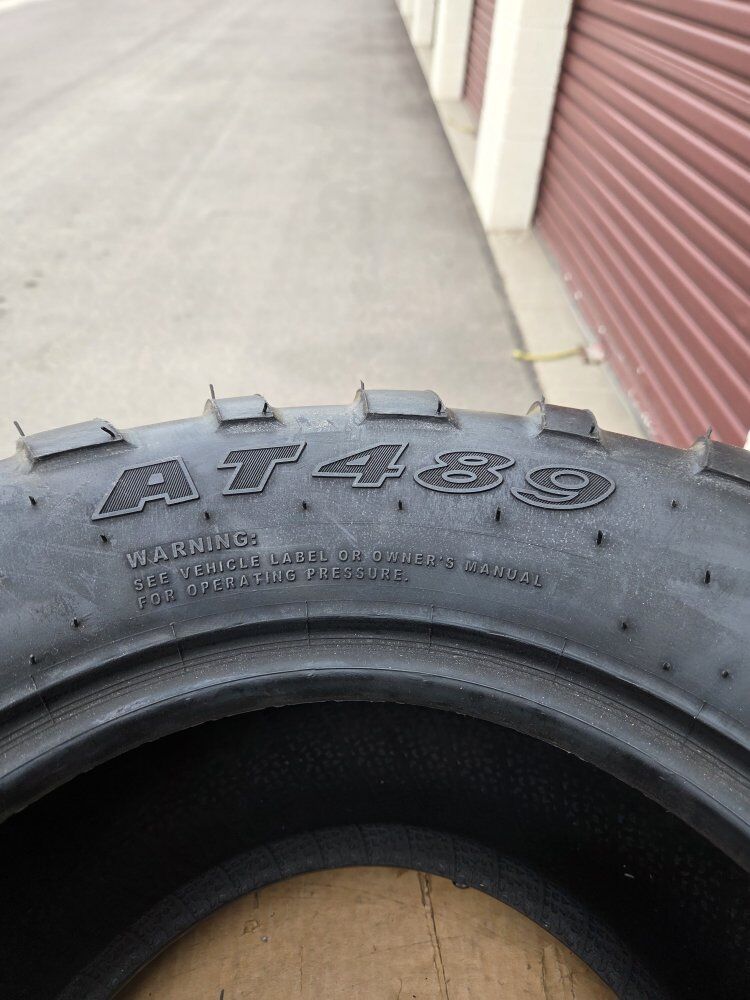 AT489
WARNING:
SEE VEHICLE LABEL OR OWNER'S MANUAL
FOR OPERATING PRESSURE.